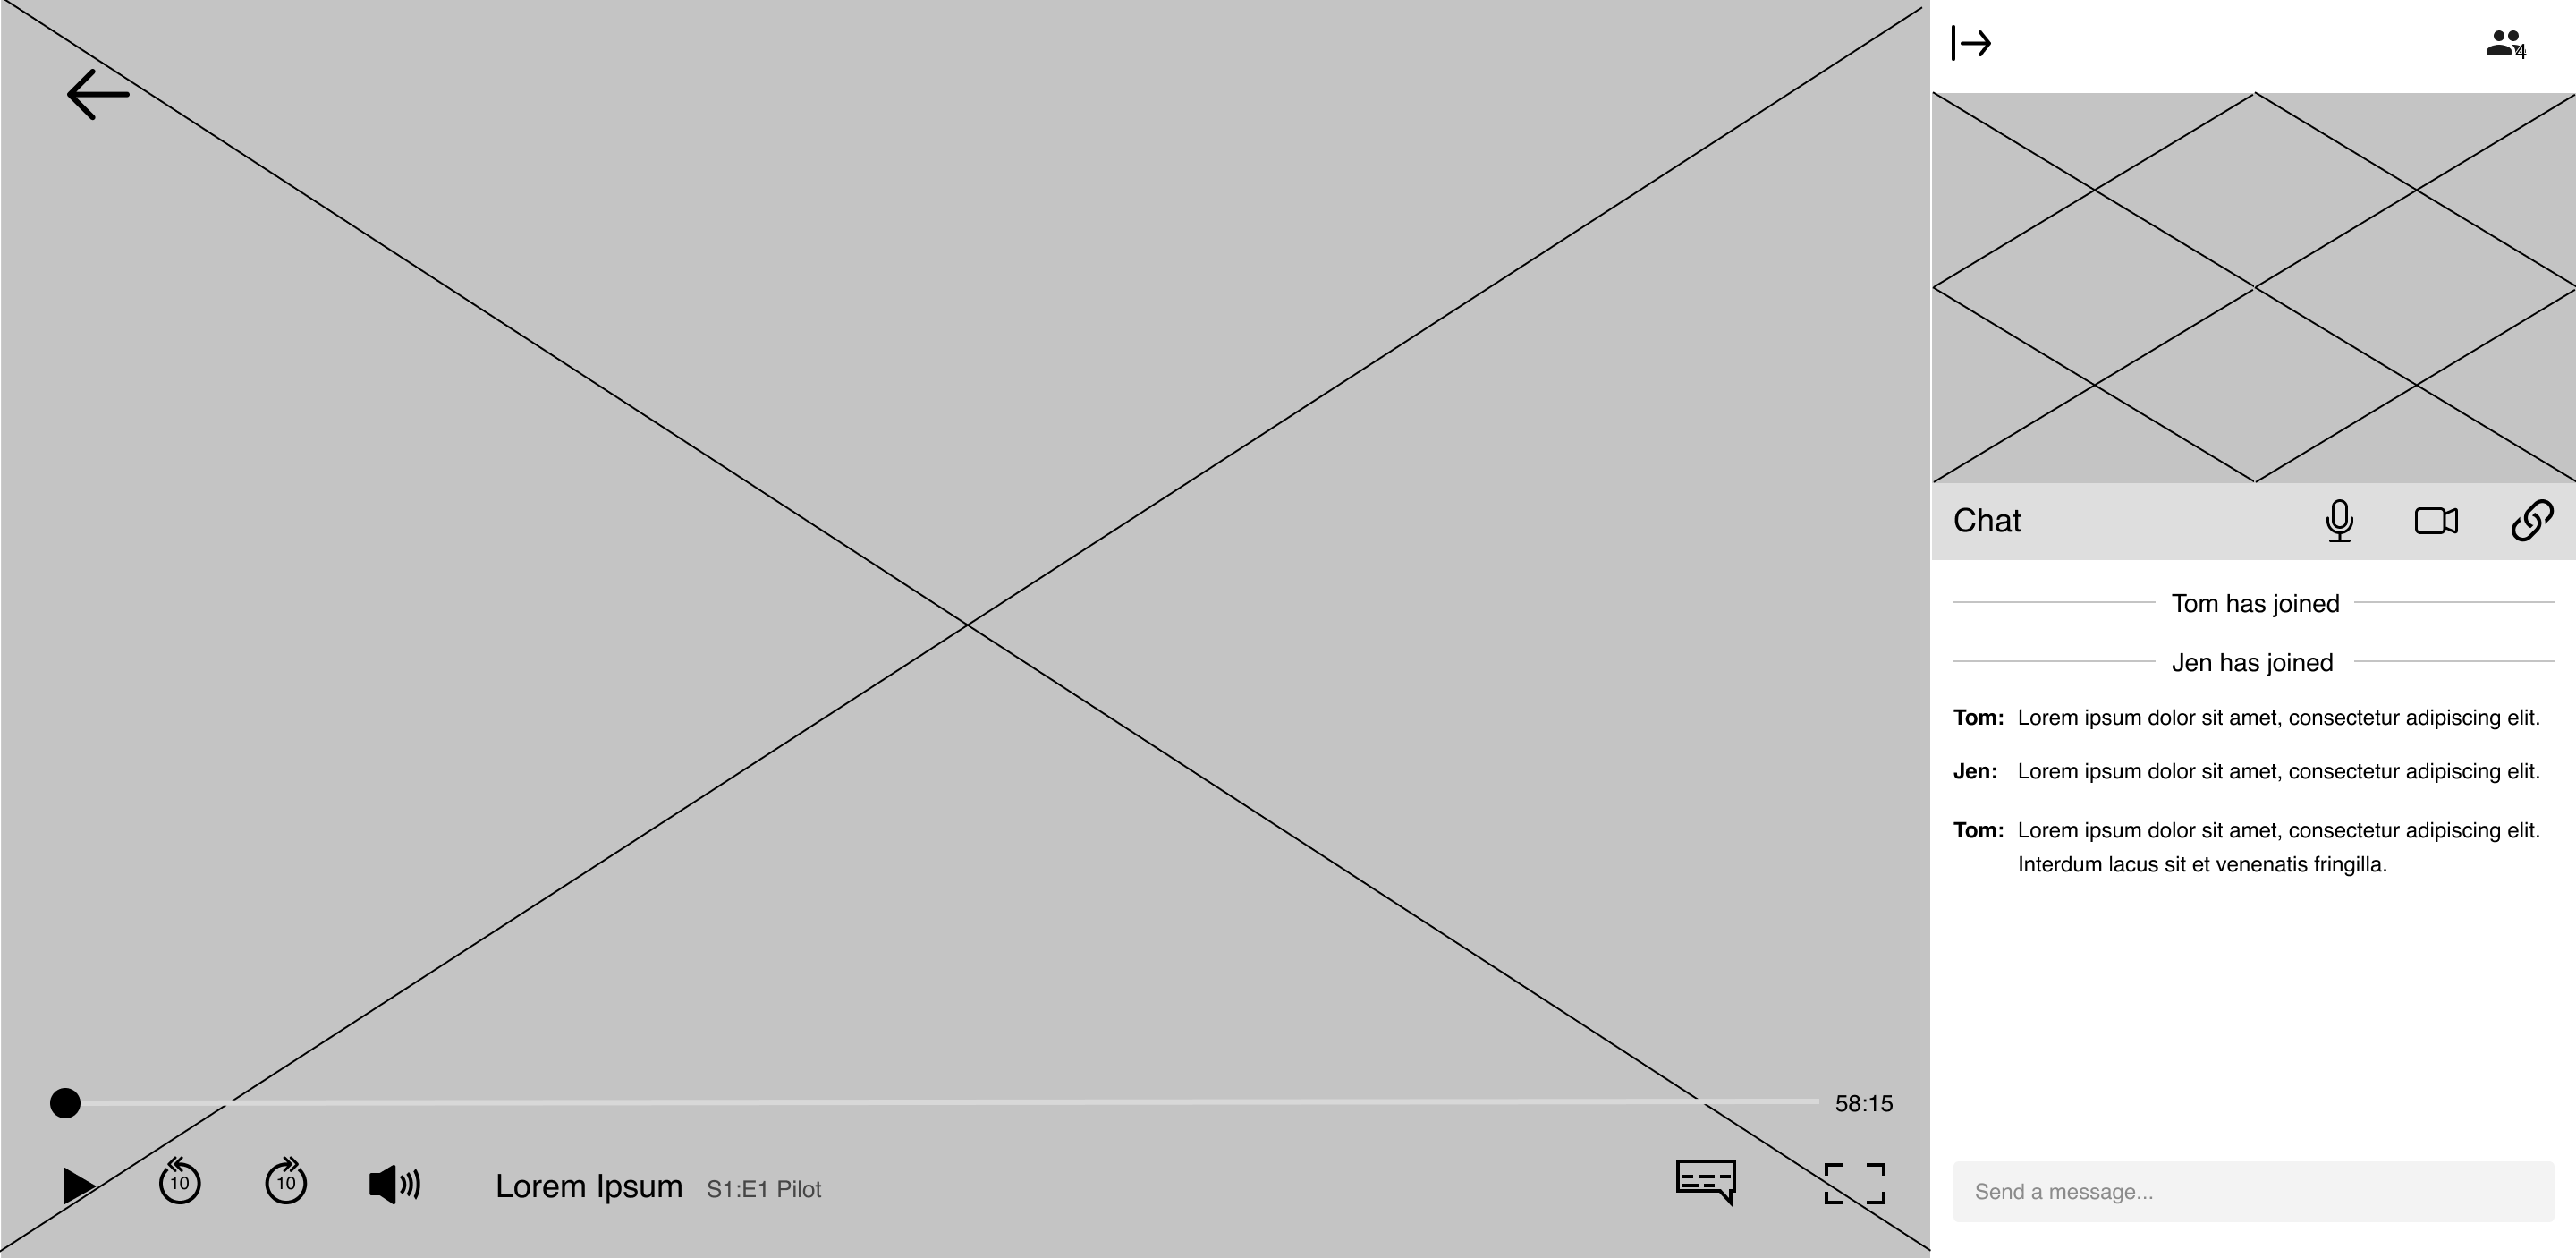 4
Chat
Tom has joined
Jen has joined
Tom: Lorem ipsum dolor sit amet, consectetur adipiscing elit.
Jen: Lorem ipsum dolor sit amet, consectetur adipiscing elit.
Tom: Lorem ipsum dolor sit amet, consectetur adipiscing elit.
Interdum lacus sit et venenatis fringilla.
58:15
10
10
Lorem Ipsum S1:E1 Pilot
Send a message...